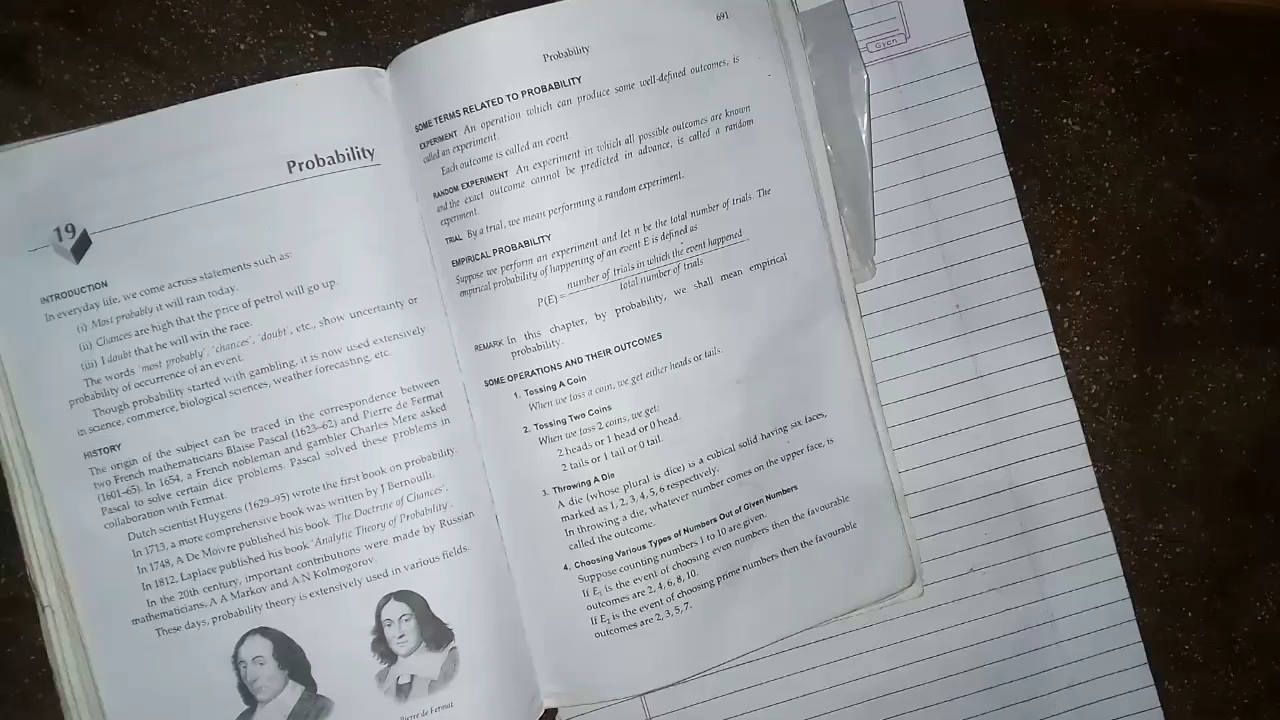 Probability
19
INTRODUCTION
In everyday life, we come across statements such as:
(i) Most probably it will rain today.
(ii) Chances are high that the price of petrol will go up.
(iii) I doubt that he will win the race.
The words 'most probably', 'chances', 'doubt', etc., show uncertainty or
probability of occurrence of an event.
Though probability started with gambling, it is now used extensively
in science, commerce, biological sciences, weather forecasting, etc.
HISTORY
The origin of the subject can be traced in the correspondence between
two French mathematicians Blaise Pascal (1623–62) and Pierre de Fermat
(1601–65). In 1654, a French nobleman and gambler Charles Mere asked
Pascal to solve certain dice problems. Pascal solved these problems in
collaboration with Fermat.
Dutch scientist Huygens (1629–95) wrote the first book on probability.
In 1713, a more comprehensive book was written by J Bernoulli.
In 1748, A De Moivre published his book 'The Doctrine of Chances'.
In 1812, Laplace published his book 'Analytic Theory of Probability'.
In the 20th century, important contributions were made by Russian
mathematicians, A A Markov and A N Kolmogorov.
These days, probability theory is extensively used in various fields.
Pierre de Fermat
691
Probability
SOME TERMS RELATED TO PROBABILITY
EXPERIMENT An operation which can produce some well-defined outcomes, is
called an experiment.
Each outcome is called an event.
RANDOM EXPERIMENT An experiment in which all possible outcomes are known
and the exact outcome cannot be predicted in advance, is called a random
experiment.
TRIAL By a trial, we mean performing a random experiment.
EMPIRICAL PROBABILITY
Suppose we perform an experiment and let n be the total number of trials. The
empirical probability of happening of an event E is defined as
P(E) = number of trials in which the event happened
total number of trials
REMARK In this chapter, by probability, we shall mean empirical
probability.
SOME OPERATIONS AND THEIR OUTCOMES
1. Tossing A Coin
When we toss a coin, we get either heads or tails.
2. Tossing Two Coins
When we toss 2 coins, we get:
2 heads or 1 head or 0 head.
2 tails or 1 tail or 0 tail.
3. Throwing A Die
A die (whose plural is dice) is a cubical solid having six faces,
marked as 1, 2, 3, 4, 5, 6 respectively.
In throwing a die, whatever number comes on the upper face, is
called the outcome.
4. Choosing Various Types of Numbers Out of Given Numbers
Suppose counting numbers 1 to 10 are given.
If E₁ is the event of choosing even numbers then the favourable
outcomes are 2, 4, 6, 8, 10.
If E₂ is the event of choosing prime numbers then the favourable
outcomes are 2, 3, 5, 7.
Gyan